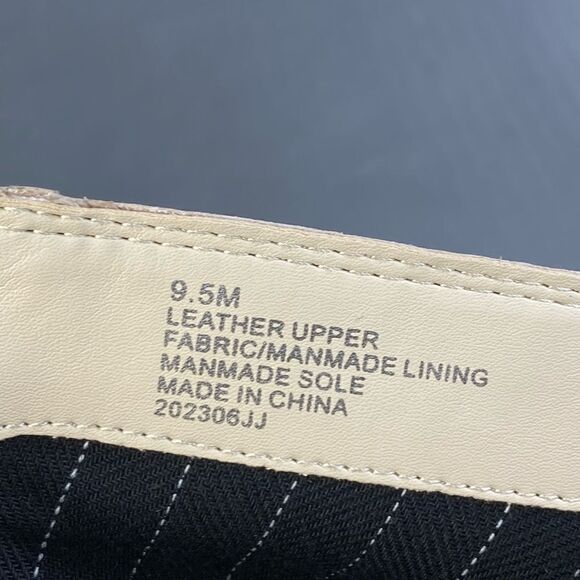 9.5M
LEATHER UPPER
FABRIC/MANMADE LINING
MANMADE SOLE
MADE IN CHINA
202306JJ